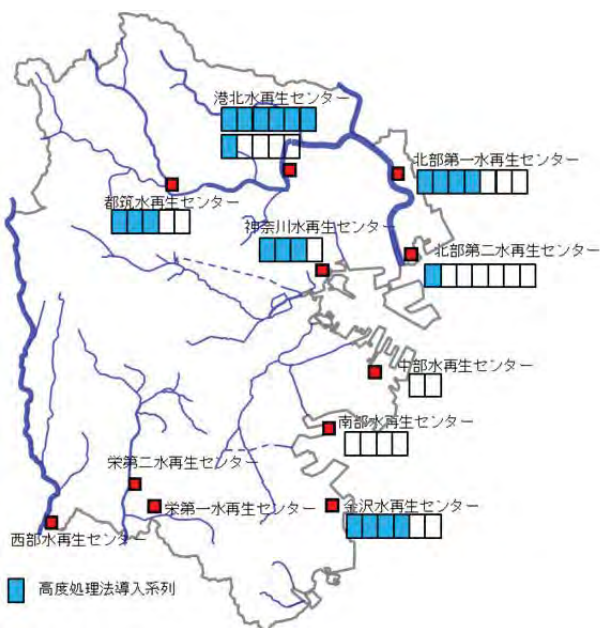 港北水再生センター
北部第一水再生センター
都筑水再生センター
神奈川水再生センター
北部第二水再生センター
中部水再生センター
南部水再生センター
栄第二水再生センター
栄第一水再生センター
金沢水再生センター
西部水再生センター
高度処理法導入系列